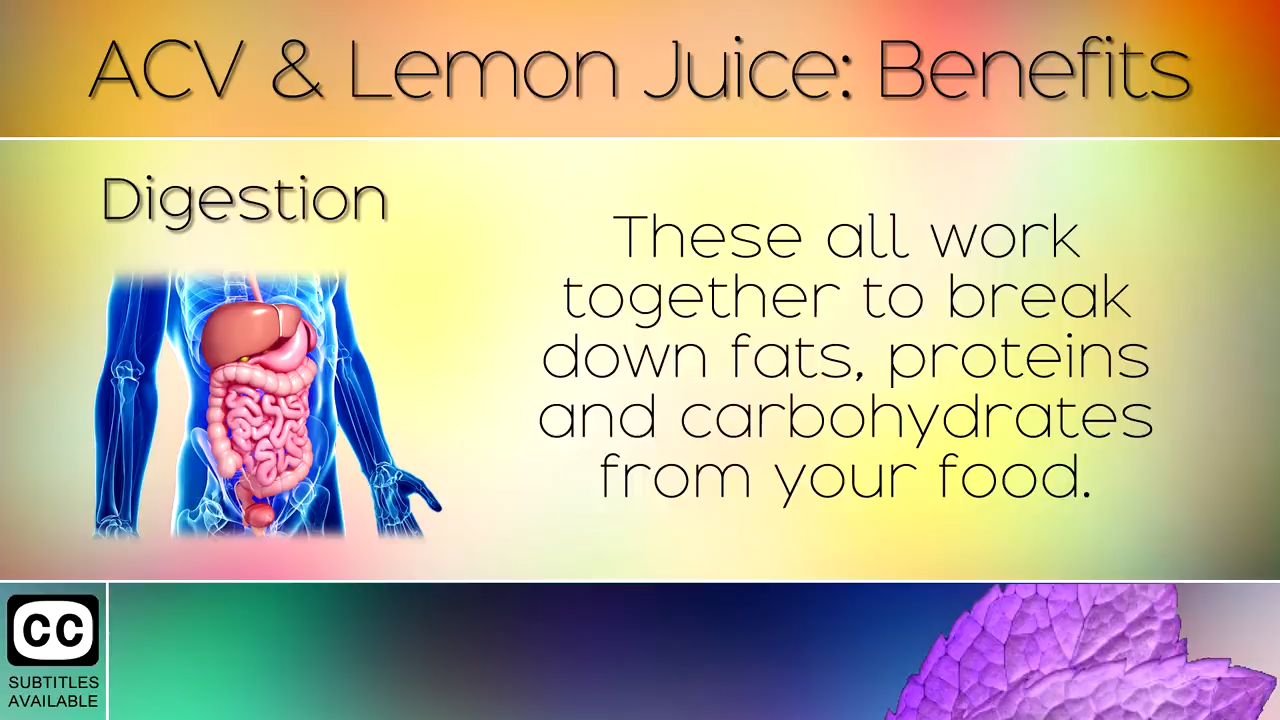 ACV & Lemon Juice: Benefits
Digestion
These all work
together to break
down fats, proteins
and carbohydrates
from your food.
CC
SUBTITLES
AVAILABLE